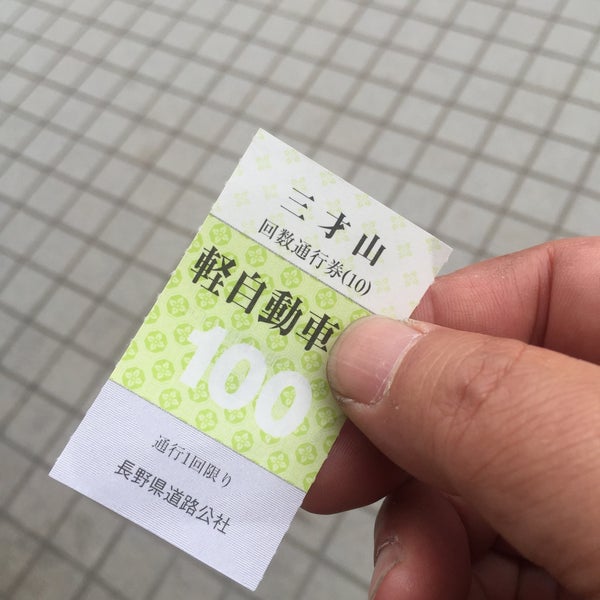 三才山
回数通行券(10)
軽自動車
100
通行1回限り
長野県道路公社